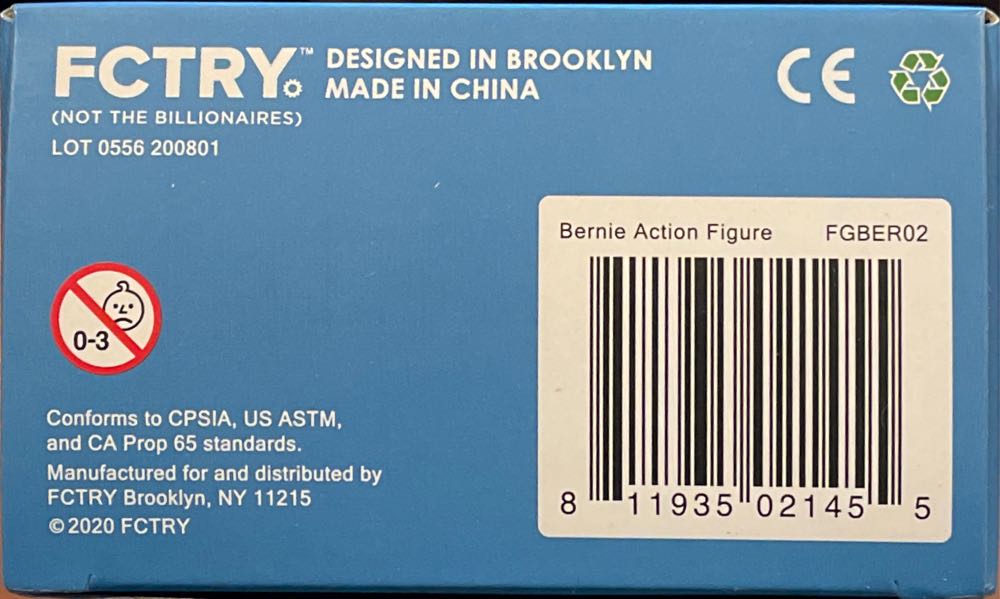 FCTRY™ DESIGNED IN BROOKLYN
MADE IN CHINA
(NOT THE BILLIONAIRES)
LOT 0556 200801
CE
Bernie Action Figure FGBER02
0-3
8 11935 02145 5
Conforms to CPSIA, US ASTM,
and CA Prop 65 standards.
Manufactured for and distributed by
FCTRY Brooklyn, NY 11215
©2020 FCTRY